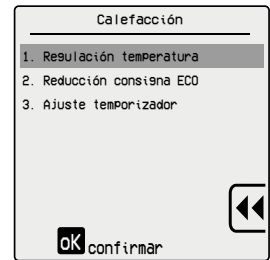 Calefacción
1. Regulación temperatura
2. Reducción consigna ECO
3. Ajuste temporizador
OK confirmar